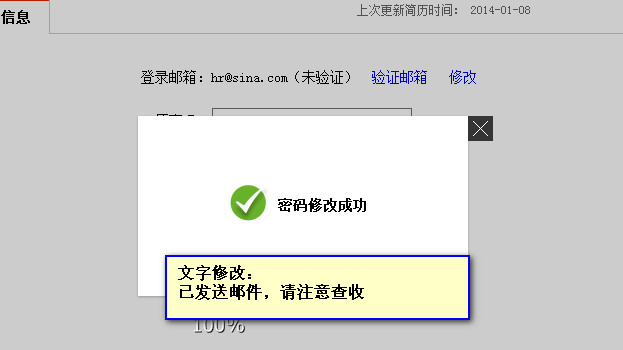 信息
上次更新简历时间： 2014-01-08
登录邮箱：hr@sina.com（未验证） 验证邮箱 修改
密码修改成功
文字修改：
已发送邮件，请注意查收
100%